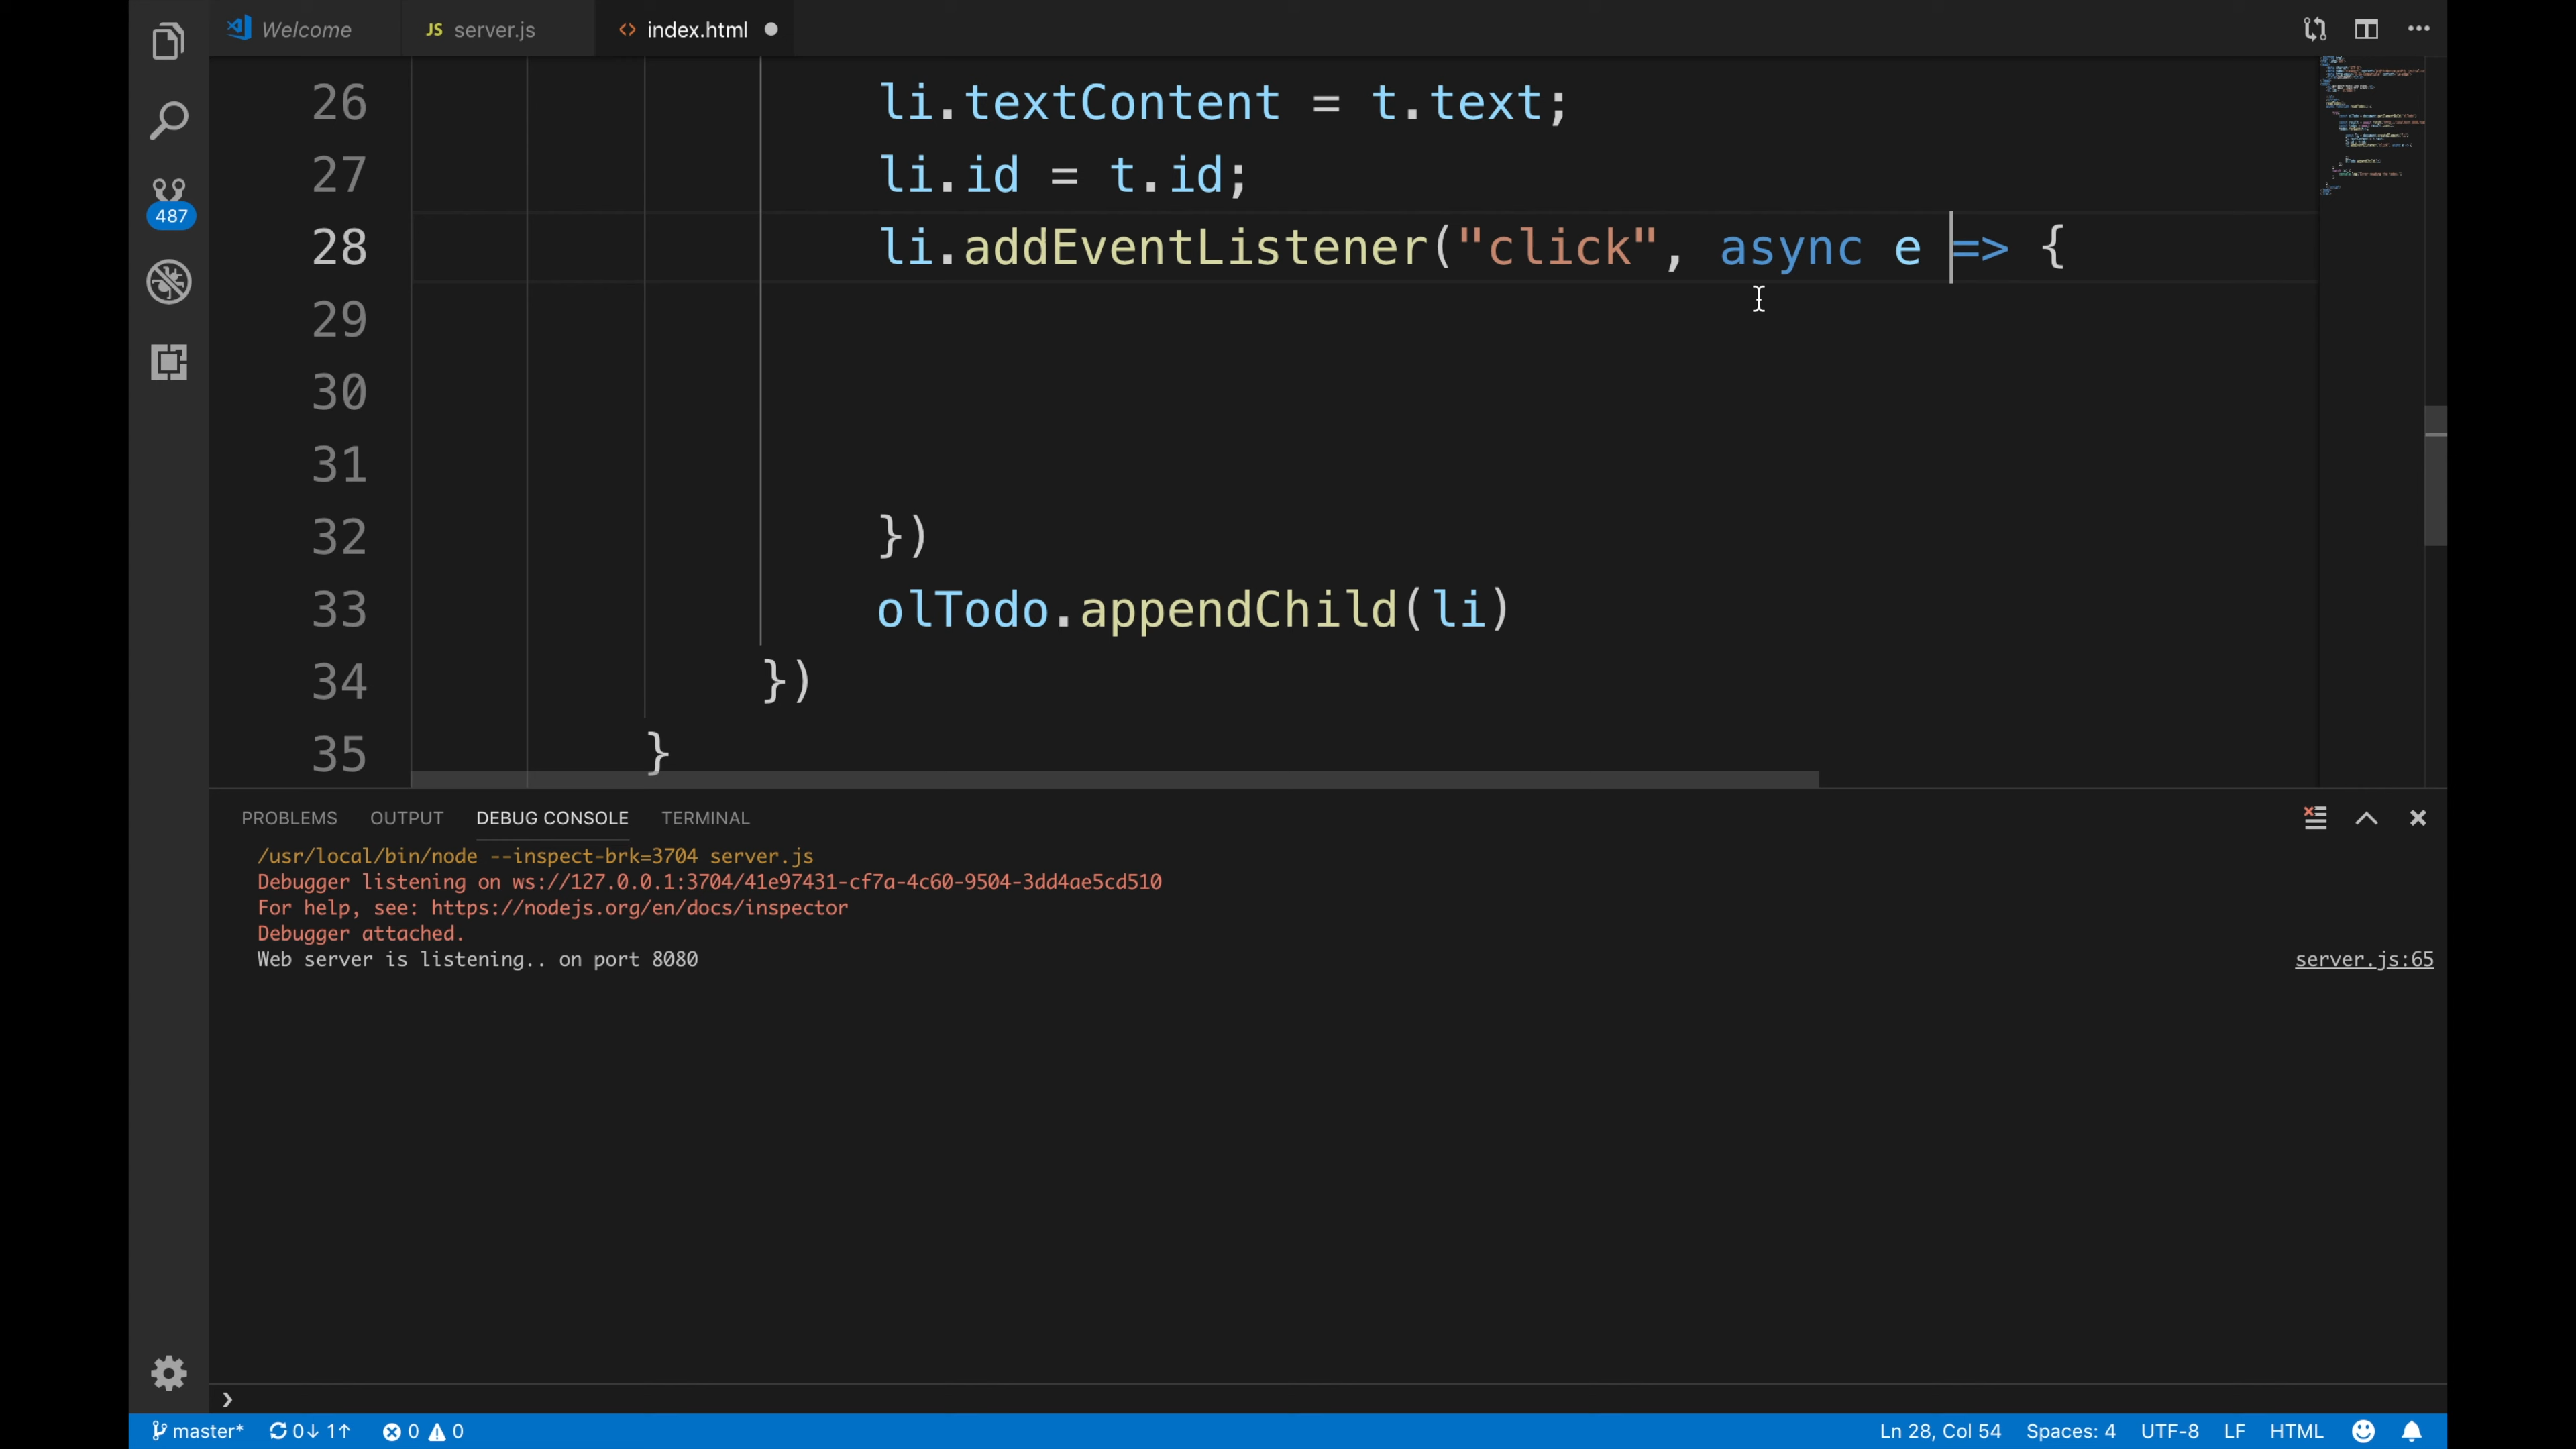 Welcome
JS server.js
<> index.html
26 li.textContent = t.text;
27 li.id = t.id;
28 li.addEventListener("click", async e => {
29
30
31
32 })
33 olTodo.appendChild(li)
34 })
35 }
487
PROBLEMS OUTPUT DEBUG CONSOLE TERMINAL
/usr/local/bin/node --inspect-brk=3704 server.js
Debugger listening on ws://127.0.0.1:3704/41e97431-cf7a-4c60-9504-3dd4ae5cd510
For help, see: https://nodejs.org/en/docs/inspector
Debugger attached.
Web server is listening.. on port 8080 server.js:65
master* 0↓ 1↑ 0 0 Ln 28, Col 54 Spaces: 4 UTF-8 LF HTML